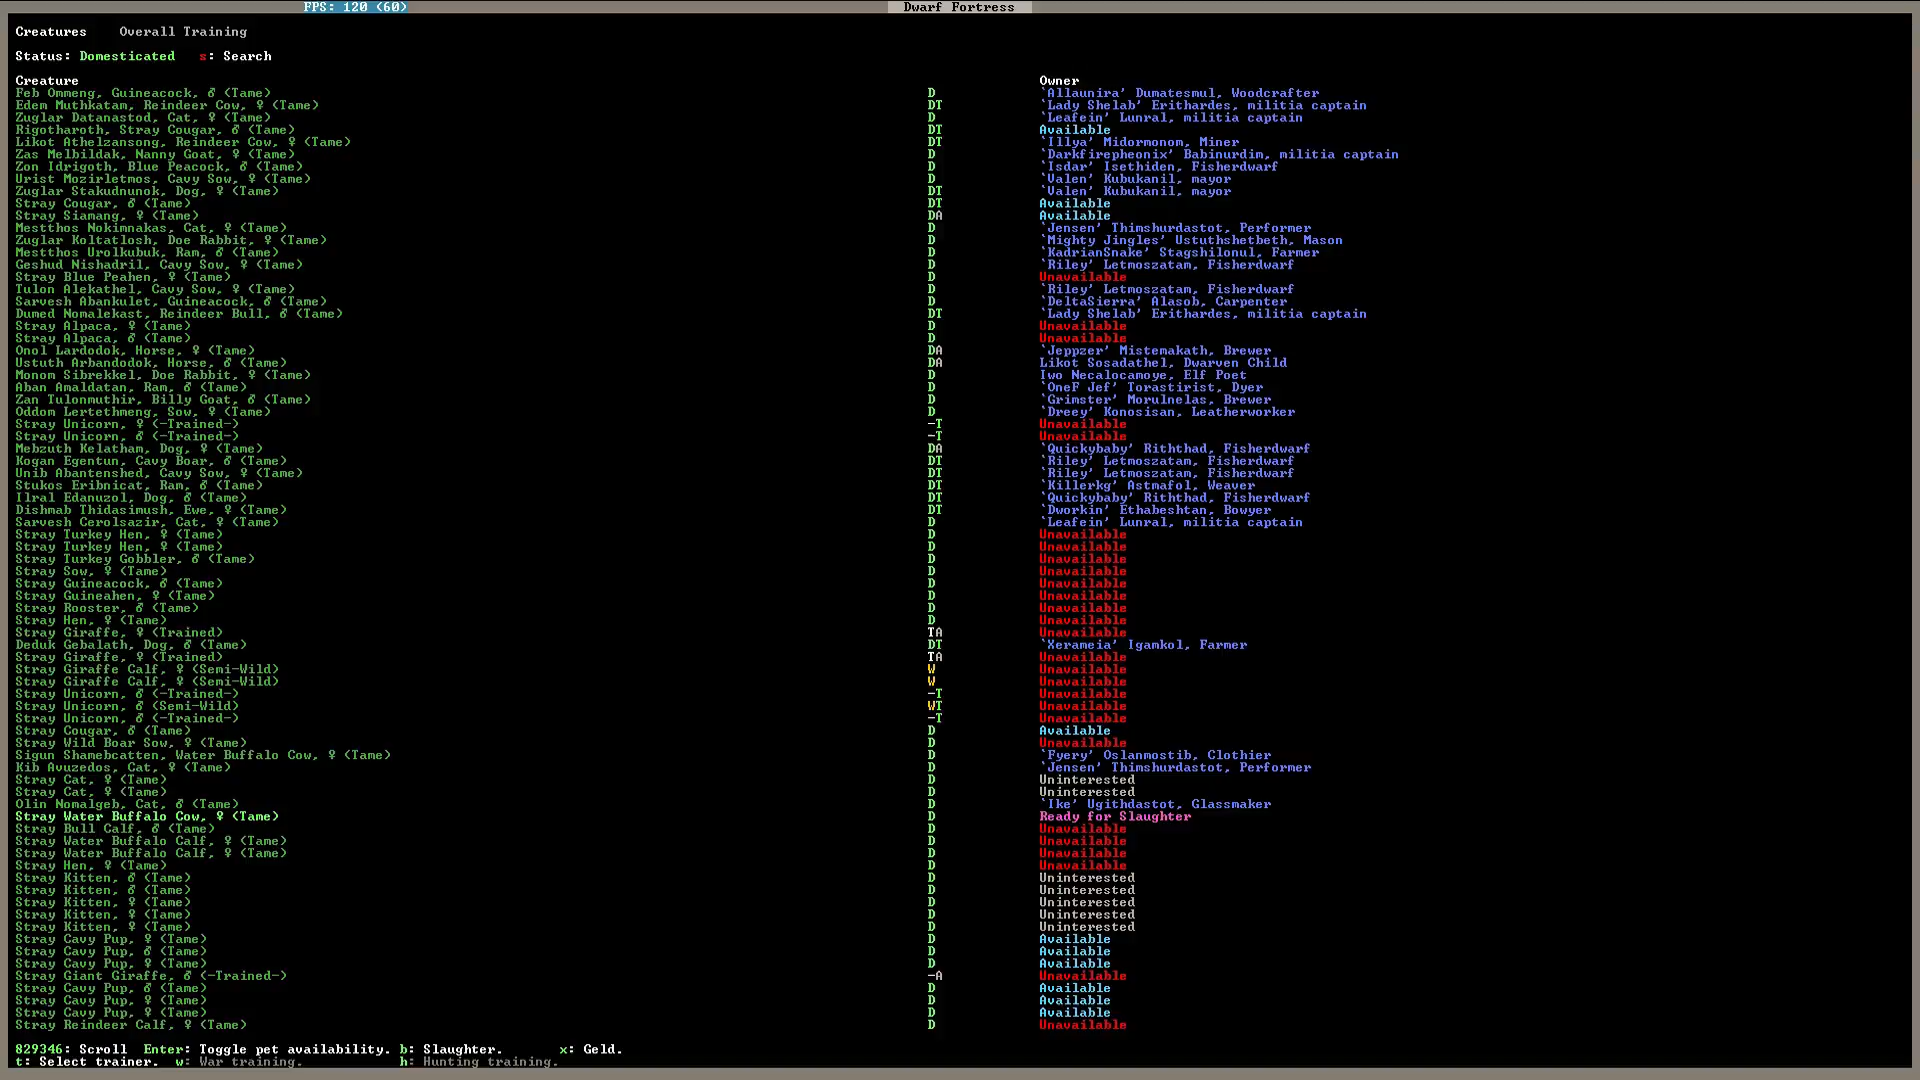 FPS: 120 (60) Dwarf Fortress
Creatures Overall Training
Status: Domesticated s: Search
Creature Owner
Feb Ommeng, Guineacock, ♂ (Tame) D `Allaunira' Dumatesmul, Woodcrafter
Edem Muthkatam, Reindeer Cow, ♀ (Tame) DT `Lady Shelab' Erithardes, militia captain
Zuglar Datanastod, Cat, ♀ (Tame) D `Leafein' Lunral, militia captain
Rigotharoth, Stray Cougar, ♂ (Tame) DT Available
Likot Athelzansong, Reindeer Cow, ♀ (Tame) DT `Illya' Midormonom, Miner
Zas Melbildak, Nanny Goat, ♀ (Tame) D `Darkfirepheonix' Babinurdim, militia captain
Zon Idrigoth, Blue Peacock, ♂ (Tame) D `Isdar' Isethiden, Fisherdwarf
Urist Mozirletmos, Cavy Sow, ♀ (Tame) D `Valen' Kubukanil, mayor
Zuglar Stakudnunok, Dog, ♀ (Tame) DT `Valen' Kubukanil, mayor
Stray Cougar, ♂ (Tame) DT Available
Stray Siamang, ♀ (Tame) DA Available
Mestthos Nokimnakas, Cat, ♀ (Tame) D `Jensen' Thimshurdastot, Performer
Zuglar Koltatlosh, Doe Rabbit, ♀ (Tame) D `Mighty Jingles' Ustuthshetbeth, Mason
Mestthos Urolkubuk, Ram, ♂ (Tame) D `KadrianSnake' Stagshilonul, Farmer
Geshud Nishadril, Cavy Sow, ♀ (Tame) D `Riley' Letmoszatam, Fisherdwarf
Stray Blue Peahen, ♀ (Tame) D Unavailable
Tulon Alekathel, Cavy Sow, ♀ (Tame) D `Riley' Letmoszatam, Fisherdwarf
Sarvesh Abankulet, Guineacock, ♂ (Tame) D `DeltaSierra' Alasob, Carpenter
Dumed Nomalekast, Reindeer Bull, ♂ (Tame) DT `Lady Shelab' Erithardes, militia captain
Stray Alpaca, ♀ (Tame) D Unavailable
Stray Alpaca, ♂ (Tame) D Unavailable
Onol Lardodok, Horse, ♀ (Tame) DA `Jeppzer' Mistemakath, Brewer
Ustuth Arbandodok, Horse, ♂ (Tame) DA Likot Sosadathel, Dwarven Child
Monom Sibrekkel, Doe Rabbit, ♀ (Tame) D Iwo Necalocamoye, Elf Poet
Aban Amaldatan, Ram, ♂ (Tame) D `OneF Jef' Torastirist, Dyer
Zan Tulonmuthir, Billy Goat, ♂ (Tame) D `Grimster' Morulnelas, Brewer
Oddom Lertethmeng, Sow, ♀ (Tame) D `Dreey' Konosisan, Leatherworker
Stray Unicorn, ♀ (-Trained-) -T Unavailable
Stray Unicorn, ♂ (-Trained-) -T Unavailable
Mebzuth Kelatham, Dog, ♀ (Tame) DA `Quickybaby' Riththad, Fisherdwarf
Kogan Egentun, Cavy Boar, ♂ (Tame) DT `Riley' Letmoszatam, Fisherdwarf
Unib Abantenshed, Cavy Sow, ♀ (Tame) DT `Riley' Letmoszatam, Fisherdwarf
Stukos Eribnicat, Ram, ♂ (Tame) DT `Killerkg' Astmafol, Weaver
Ilral Edanuzol, Dog, ♂ (Tame) DT `Quickybaby' Riththad, Fisherdwarf
Dishmab Thidasimush, Ewe, ♀ (Tame) DT `Dworkin' Ethabeshtan, Bowyer
Sarvesh Cerolsazir, Cat, ♀ (Tame) D `Leafein' Lunral, militia captain
Stray Turkey Hen, ♀ (Tame) D Unavailable
Stray Turkey Hen, ♀ (Tame) D Unavailable
Stray Turkey Gobbler, ♂ (Tame) D Unavailable
Stray Sow, ♀ (Tame) D Unavailable
Stray Guineacock, ♂ (Tame) D Unavailable
Stray Guineahen, ♀ (Tame) D Unavailable
Stray Rooster, ♂ (Tame) D Unavailable
Stray Hen, ♀ (Tame) D Unavailable
Stray Giraffe, ♀ (Trained) TA Unavailable
Deduk Gebalath, Dog, ♂ (Tame) DT `Xerameia' Igamkol, Farmer
Stray Giraffe, ♀ (Trained) TA Unavailable
Stray Giraffe Calf, ♀ (Semi-Wild) W Unavailable
Stray Giraffe Calf, ♀ (Semi-Wild) W Unavailable
Stray Unicorn, ♂ (-Trained-) -T Unavailable
Stray Unicorn, ♂ (Semi-Wild) WT Unavailable
Stray Unicorn, ♂ (-Trained-) -T Unavailable
Stray Cougar, ♂ (Tame) D Available
Stray Wild Boar Sow, ♀ (Tame) D Unavailable
Sigun Shamebcatten, Water Buffalo Cow, ♀ (Tame) D `Fyery' Oslanmostib, Clothier
Kib Avuzedos, Cat, ♀ (Tame) D `Jensen' Thimshurdastot, Performer
Stray Cat, ♀ (Tame) D Uninterested
Stray Cat, ♀ (Tame) D Uninterested
Olin Nomalgeb, Cat, ♂ (Tame) D `Ike' Ugithdastot, Glassmaker
Stray Water Buffalo Cow, ♀ (Tame) D Ready for Slaughter
Stray Bull Calf, ♂ (Tame) D Unavailable
Stray Water Buffalo Calf, ♀ (Tame) D Unavailable
Stray Water Buffalo Calf, ♀ (Tame) D Unavailable
Stray Hen, ♀ (Tame) D Unavailable
Stray Kitten, ♂ (Tame) D Uninterested
Stray Kitten, ♂ (Tame) D Uninterested
Stray Kitten, ♀ (Tame) D Uninterested
Stray Kitten, ♀ (Tame) D Uninterested
Stray Kitten, ♀ (Tame) D Uninterested
Stray Cavy Pup, ♀ (Tame) D Available
Stray Cavy Pup, ♂ (Tame) D Available
Stray Cavy Pup, ♀ (Tame) D Available
Stray Giant Giraffe, ♂ (-Trained-) -A Unavailable
Stray Cavy Pup, ♂ (Tame) D Available
Stray Cavy Pup, ♀ (Tame) D Available
Stray Cavy Pup, ♀ (Tame) D Available
Stray Reindeer Calf, ♀ (Tame) D Unavailable
829346: Scroll Enter: Toggle pet availability. b: Slaughter. x: Geld.
t: Select trainer. w: War training. h: Hunting training.